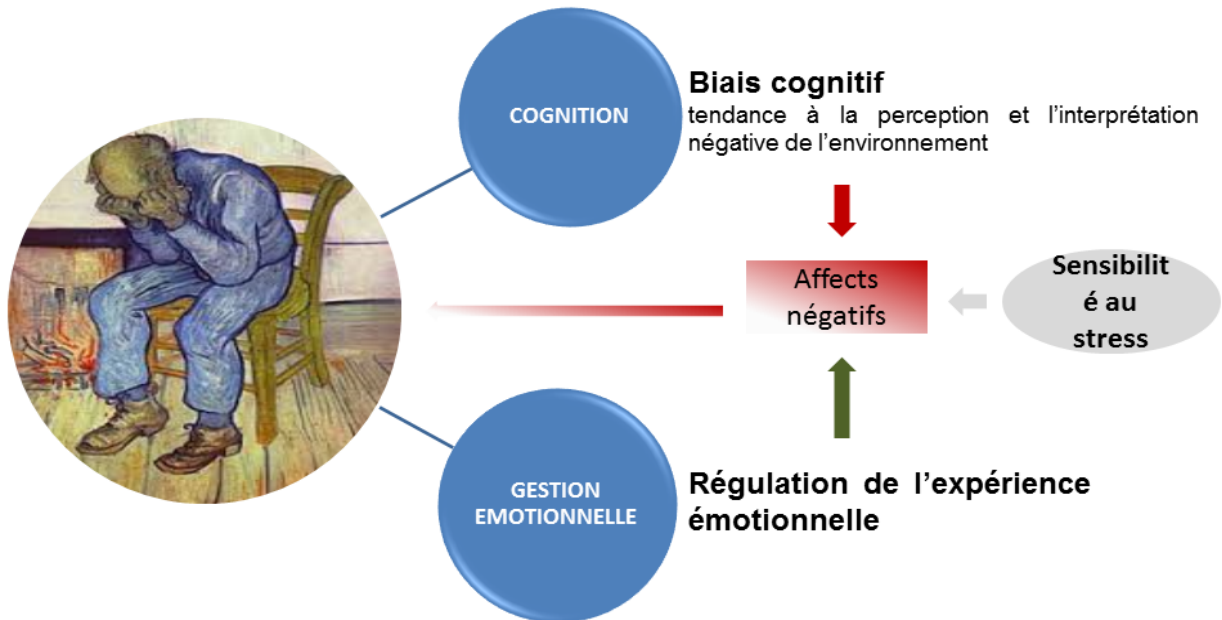 COGNITION
Biais cognitif
tendance à la perception et l'interprétation
négative de l'environnement
Affects
négatifs
Sensibilit
é au
stress
GESTION
EMOTIONNELLE
Régulation de l'expérience
émotionnelle